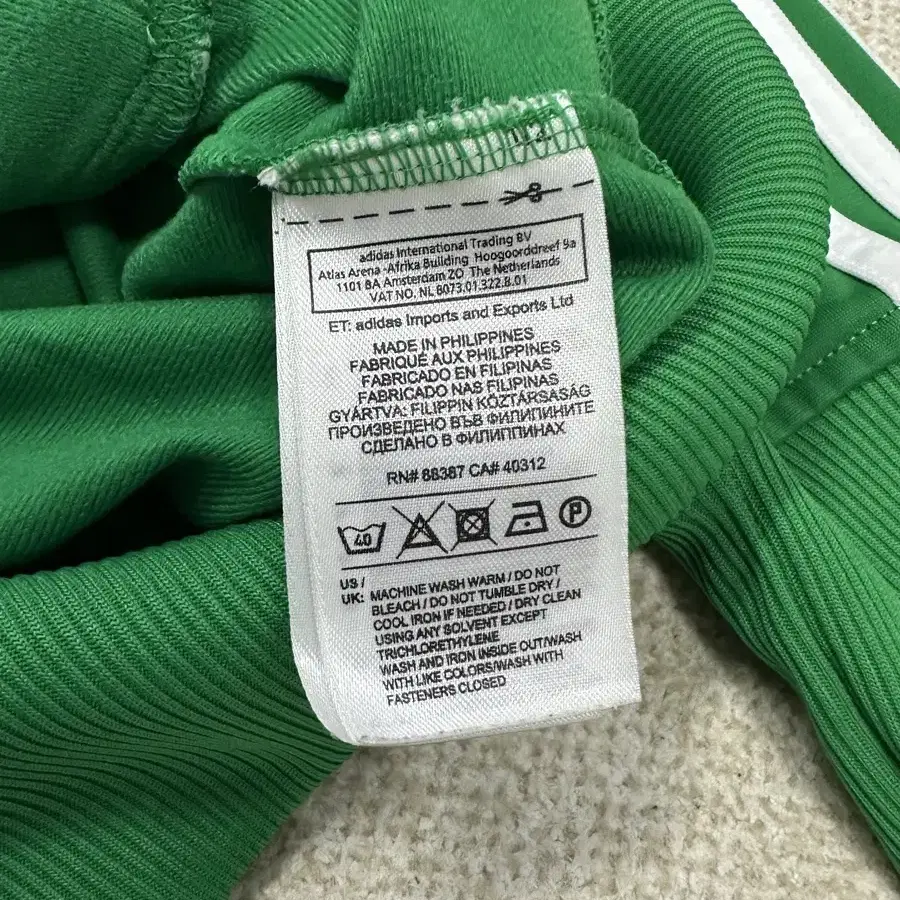 adidas International Trading BV
Atlas Arena -Afrika Building Hoogoorddreef 9a
1101 BA Amsterdam ZO The Netherlands
VAT NO. NL 8073.01.322.B.01
ET: adidas Imports and Exports Ltd
MADE IN PHILIPPINES
FABRIQUÉ AUX PHILIPPINES
FABRICADO EN FILIPINAS
FABRICADO NAS FILIPINAS
GYÁRTVA: FILIPPIN KÖZTÁRSASÁG
ПРОИЗВЕДЕНО ВЪВ ФИЛИПИНИТЕ
СДЕЛАНО В ФИЛИППИНАХ
RN# 88387 CA# 40312
40 P
US /
UK: MACHINE WASH WARM / DO NOT
BLEACH / DO NOT TUMBLE DRY /
COOL IRON IF NEEDED / DRY CLEAN
USING ANY SOLVENT EXCEPT
TRICHLORETHYLENE
WASH AND IRON INSIDE OUT/WASH
WITH LIKE COLORS/WASH WITH
FASTENERS CLOSED